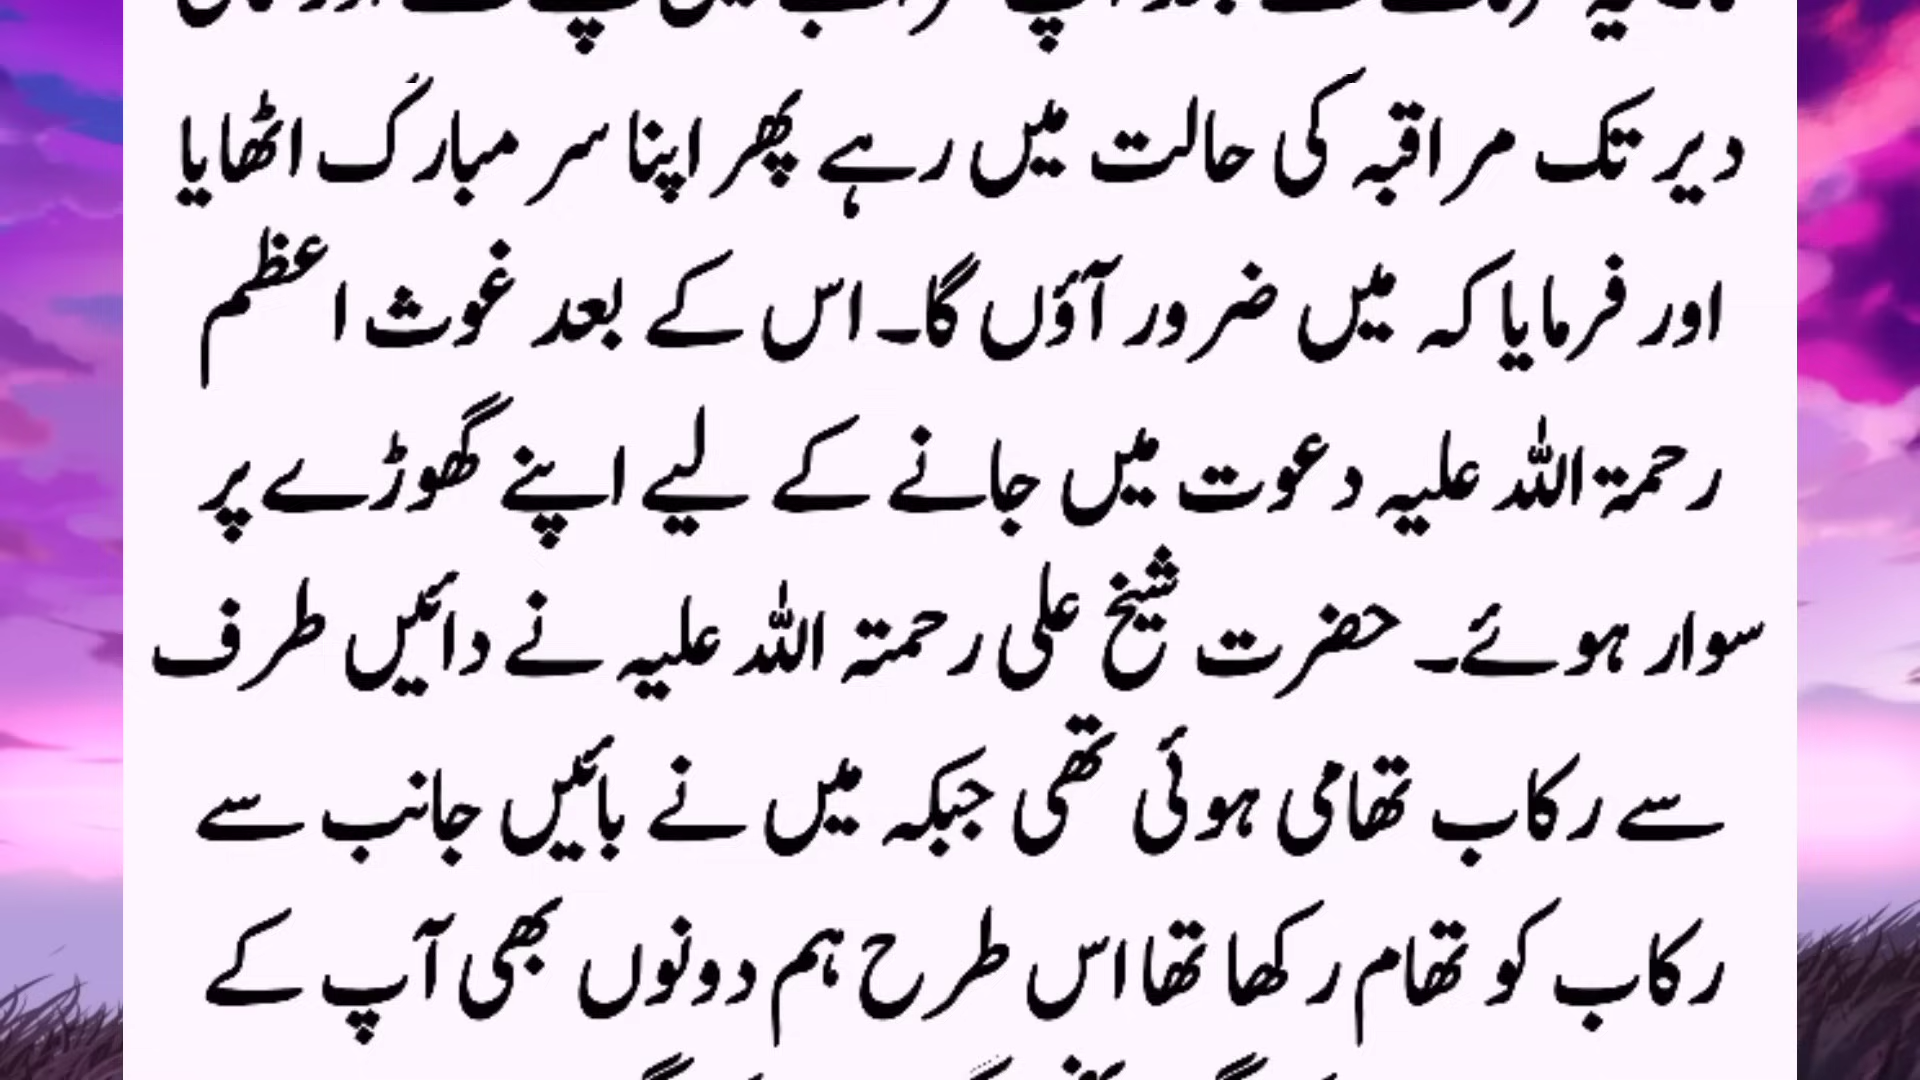 دیر تک مراقبہ کی حالت میں رہے پھر اپنا سر مبارک اٹھایا
اور فرمایا کہ میں ضرور آؤں گا۔ اس کے بعد غوث اعظم
رحمۃ اللہ علیہ دعوت میں جانے کے لیے اپنے گھوڑے پر
سوار ہوئے۔ حضرت شیخ علی رحمتہ اللہ علیہ نے دائیں طرف
سے رکاب تھامی ہوئی تھی جبکہ میں نے بائیں جانب سے
رکاب کو تھام رکھا تھا اس طرح ہم دونوں بھی آپ کے